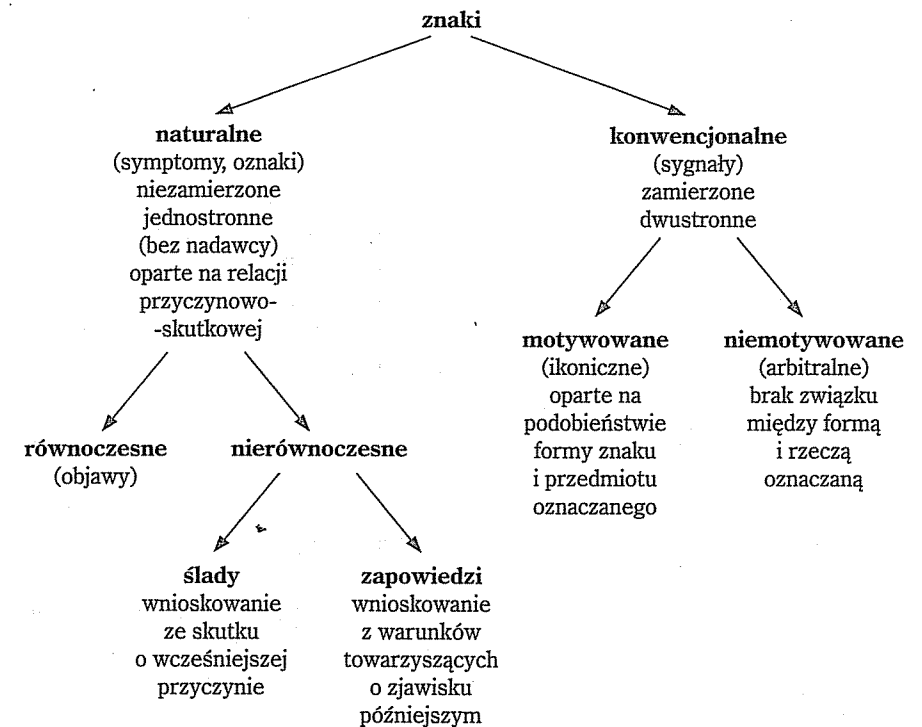 znaki
naturalne
(symptomy, oznaki)
niezamierzone
jednostronne
(bez nadawcy)
oparte na relacji
przyczynowo-
-skutkowej
konwencjonalne
(sygnały)
zamierzone
dwustronne
równoczesne
(objawy)
nierównoczesne
motywowane
(ikoniczne)
oparte na
podobieństwie
formy znaku
i przedmiotu
oznaczanego
niemotywowane
(arbitralne)
brak związku
między formą
i rzeczą
oznaczaną
ślady
wnioskowanie
ze skutku
o wcześniejszej
przyczynie
zapowiedzi
wnioskowanie
z warunków
towarzyszących
o zjawisku
późniejszym